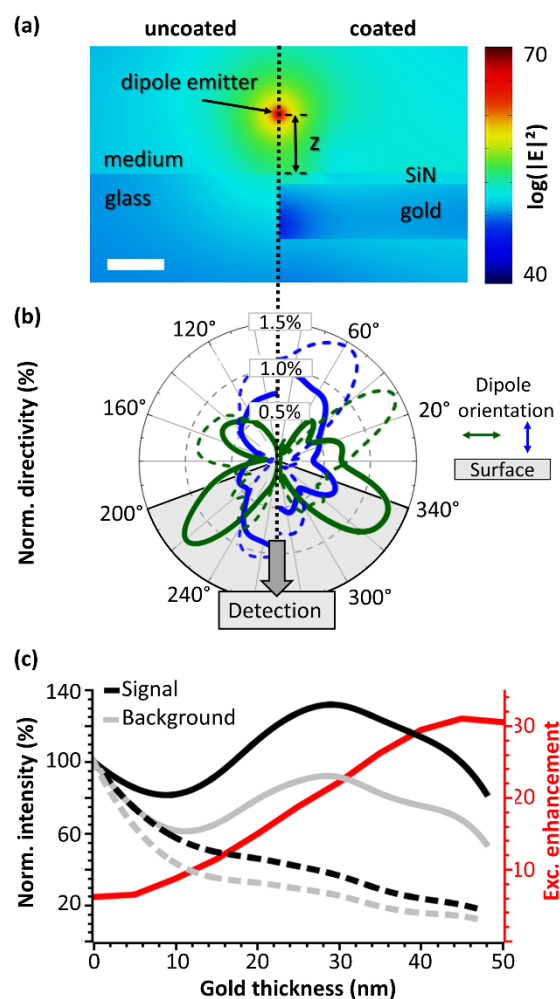 (a)
uncoated
coated
dipole emitter
z
medium
glass
SiN
gold
70
log(||E|²)
40
(b)
Norm. directivity (%)
120°
60°
160°
20°
200°
340°
240°
300°
1.5%
1.0%
0.5%
Detection
Dipole
orientation
Surface
(c)
Signal
Background
Norm. intensity (%)
140
100
60
20
Exc. enhancement
30
20
10
0
0
10
20
30
40
50
Gold thickness (nm)